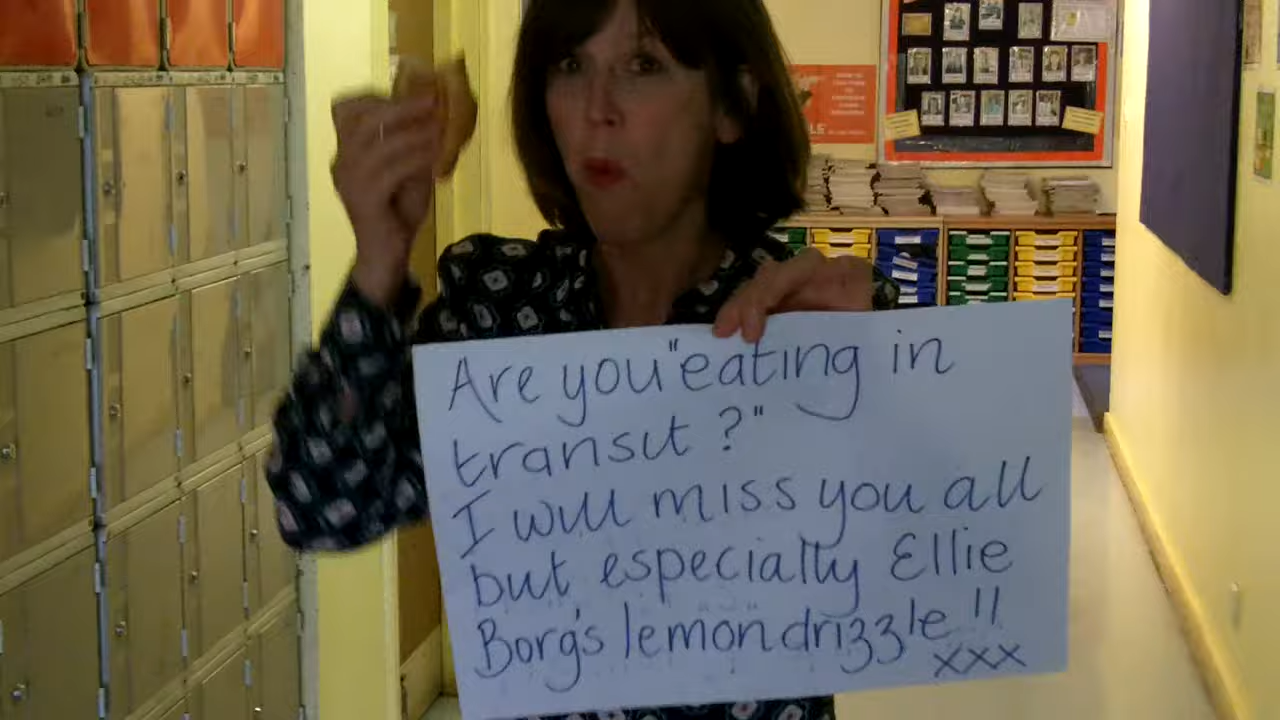 Are you "eating in
transit?"
I will miss you all
but especially Ellie
Borg's lemon drizzle!!
xxx